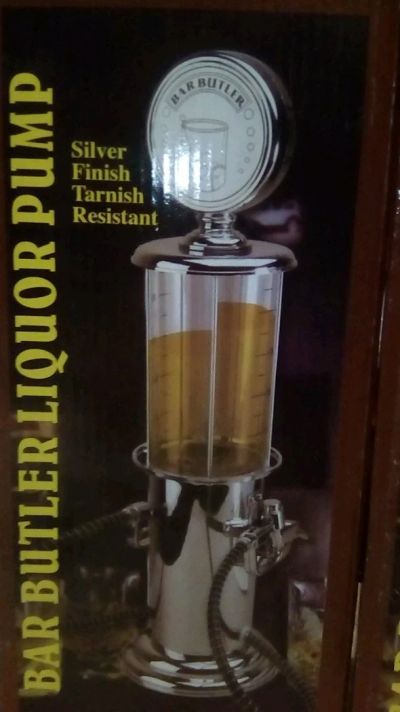 BAR BUTLER LIQUOR PUMP
Silver
Finish
Tarnish
Resistant
BAR BUTLER